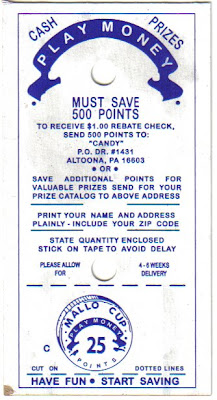 CASH PRIZES
PLAY MONEY
MUST SAVE
500 POINTS
TO RECEIVE $1.00 REBATE CHECK,
SEND 500 POINTS TO:
"CANDY"
P.O. DR. #1431
ALTOONA, PA 16603
• OR •
SAVE ADDITIONAL POINTS FOR
VALUABLE PRIZES SEND FOR YOUR
PRIZE CATALOG TO ABOVE ADDRESS
PRINT YOUR NAME AND ADDRESS
PLAINLY - INCLUDE YOUR ZIP CODE
STATE QUANTITY ENCLOSED
STICK ON TAPE TO AVOID DELAY
PLEASE ALLOW 4-6 WEEKS
FOR DELIVERY
MALLO CUP
PLAY MONEY
25
POINTS
C
CUT ON DOTTED LINES
HAVE FUN • START SAVING